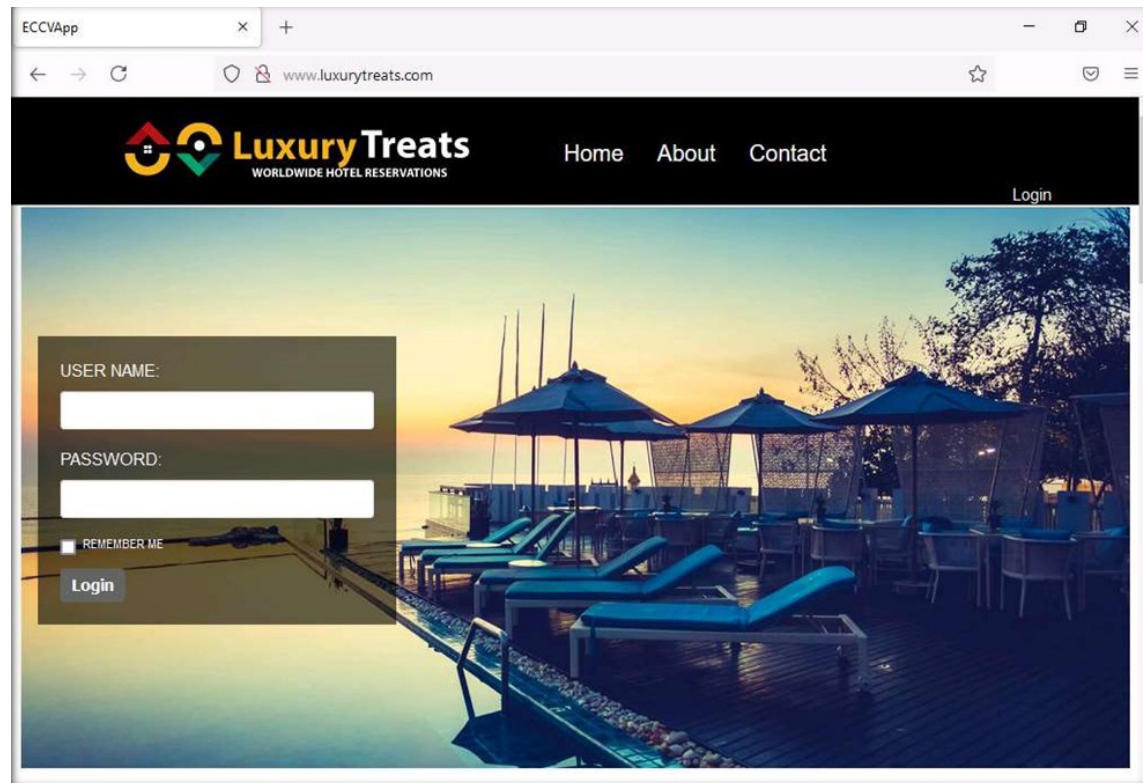 ECCVApp
www.luxurytreats.com
Luxury Treats
WORLDWIDE HOTEL RESERVATIONS
Home About Contact
Login
USER NAME:
PASSWORD:
REMEMBER ME
Login